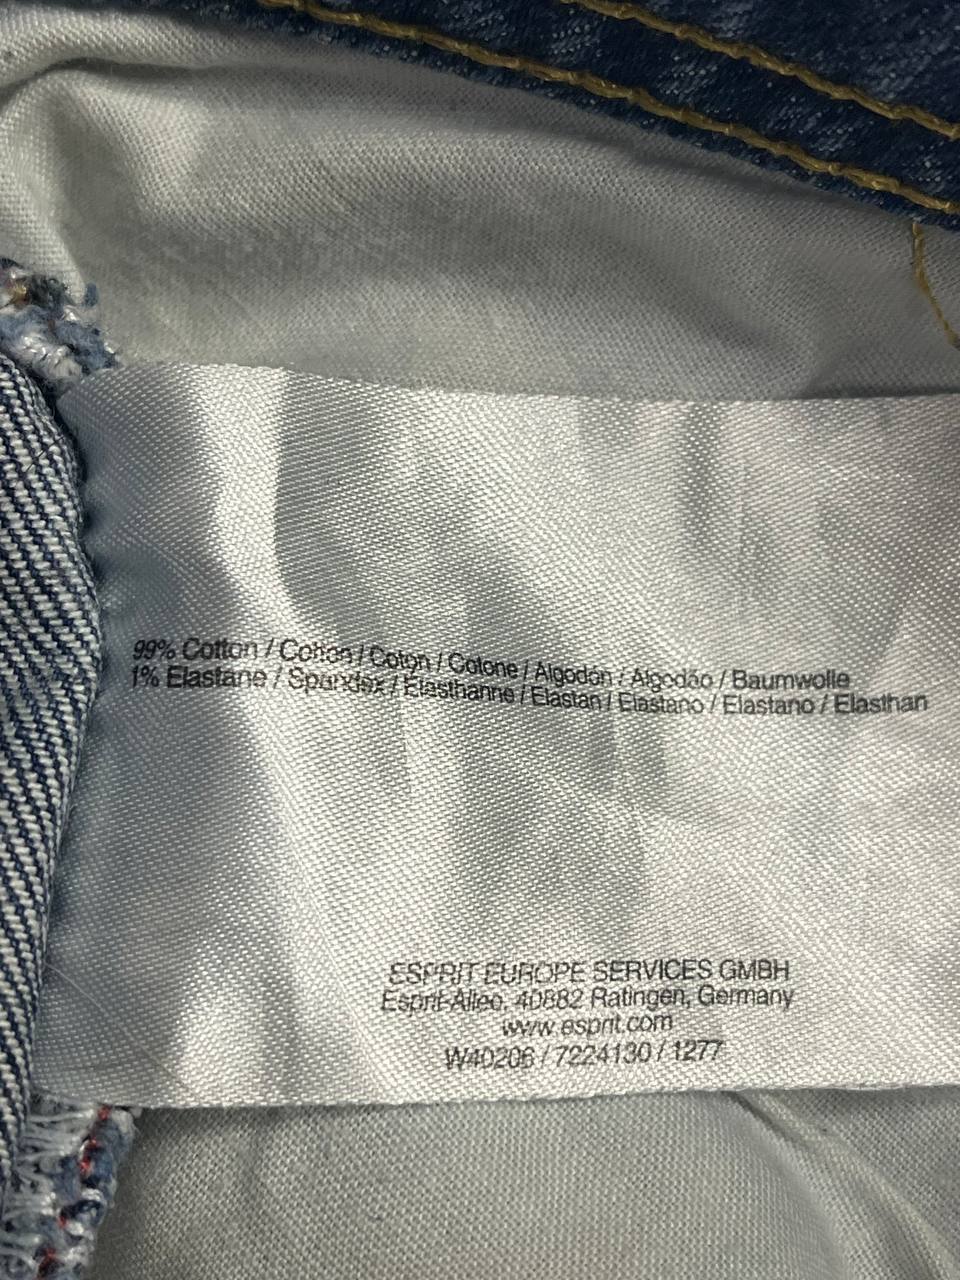 99% Cotton / Cotton / Coton / Cotone / Algodón / Algodão / Baumwolle
1% Elastane / Spandex / Élasthanne / Elastan / Elastano / Elastano / Elasthan
ESPRIT EUROPE SERVICES GMBH
Esprit-Allee, 40882 Ratingen, Germany
www.esprit.com
W40206 / 7224130 / 1277